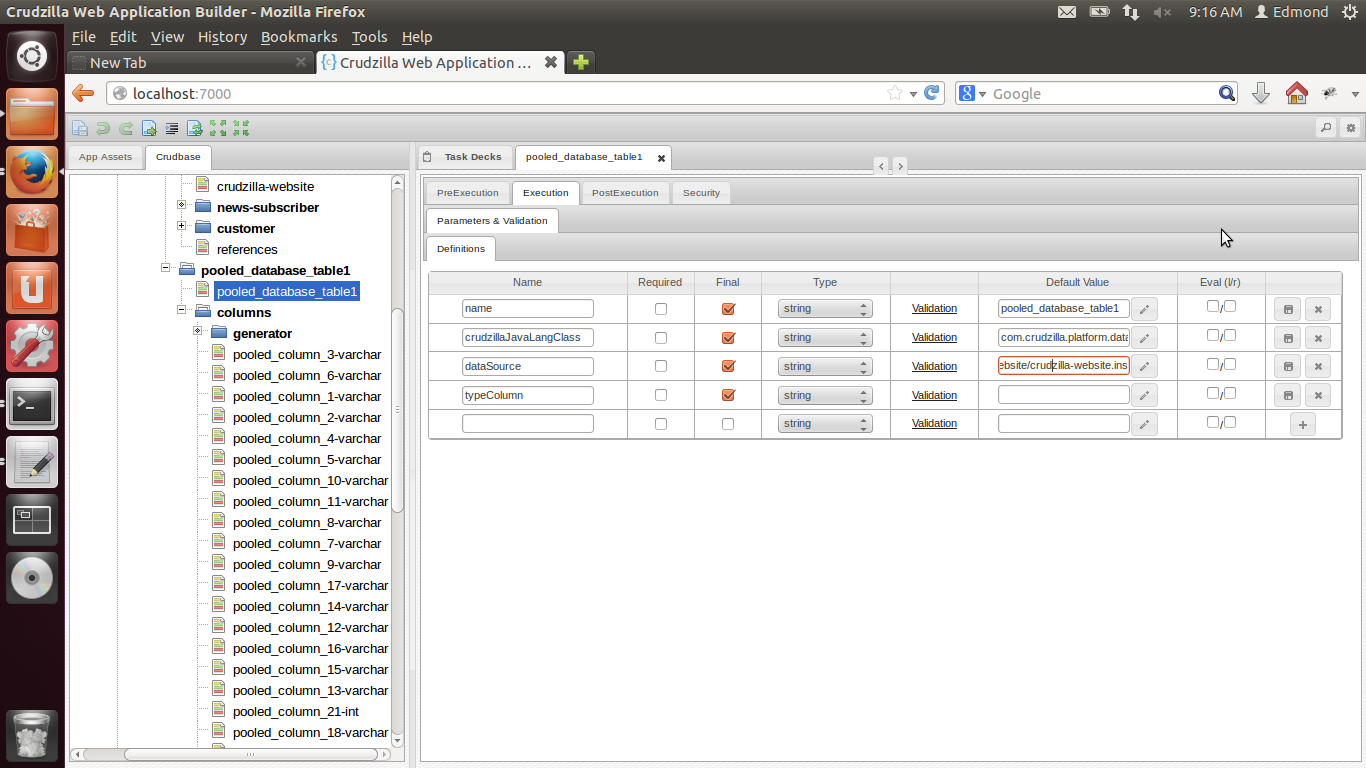 Crudzilla Web Application Builder - Mozilla Firefox
9:16 AM Edmond
File Edit View History Bookmarks Tools Help
New Tab
{c} Crudzilla Web Application ...
localhost:7000
8 Google
App Assets Crudbase
crudzilla-website
news-subscriber
customer
references
pooled_database_table1
pooled_database_table1
columns
generator
pooled_column_3-varchar
pooled_column_6-varchar
pooled_column_1-varchar
pooled_column_2-varchar
pooled_column_4-varchar
pooled_column_5-varchar
pooled_column_10-varchar
pooled_column_11-varchar
pooled_column_8-varchar
pooled_column_7-varchar
pooled_column_9-varchar
pooled_column_17-varchar
pooled_column_14-varchar
pooled_column_12-varchar
pooled_column_16-varchar
pooled_column_15-varchar
pooled_column_13-varchar
pooled_column_21-int
pooled_column_18-varchar
Task Decks pooled_database_table1
PreExecution Execution PostExecution Security
Parameters & Validation
Definitions
Name Required Final Type Default Value Eval (l/r)
name string Validation pooled_database_table1 /
crudzillaJavaLangClass string Validation com.crudzilla.platform.data /
dataSource string Validation ebsite/crudzilla-website.ins /
typeColumn string Validation /
string Validation / +